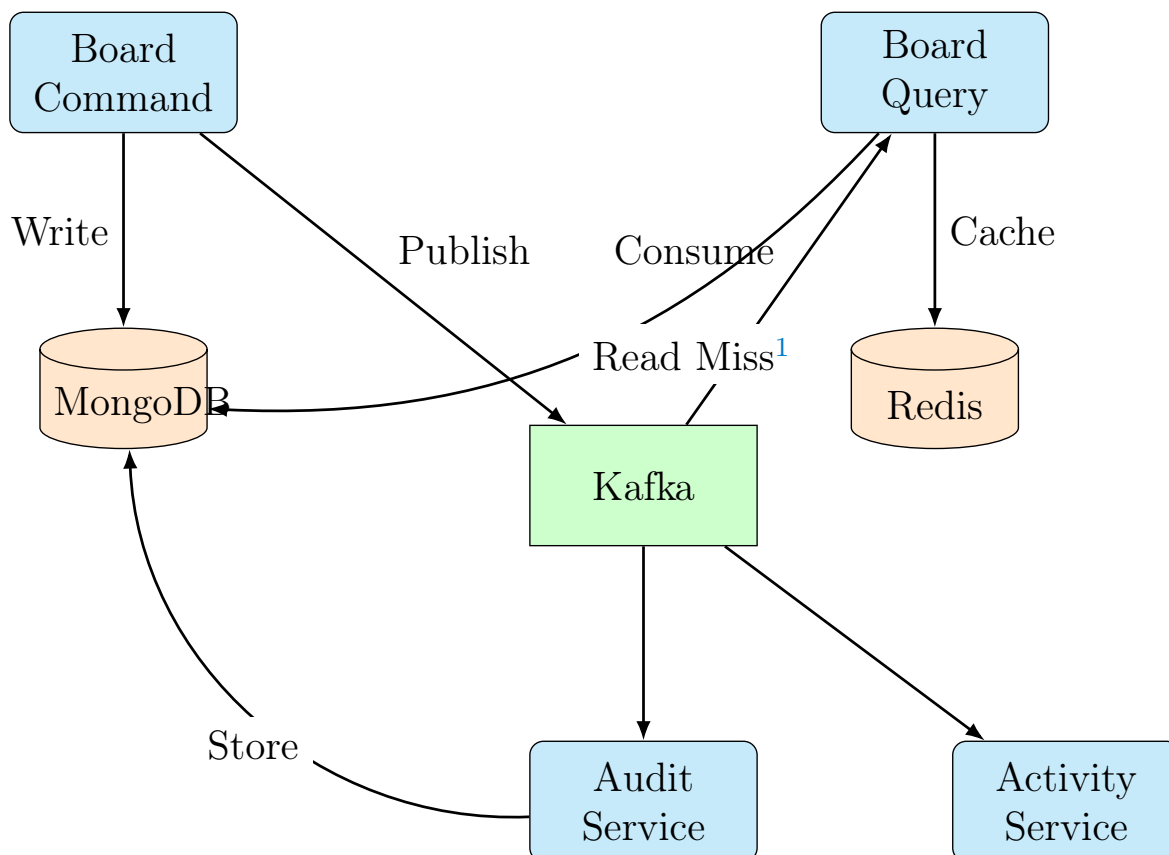 Board
Command
Board
Query
Write
Publish
Consume
Cache
Read Miss¹
MongoDB
Redis
Kafka
Store
Audit
Service
Activity
Service